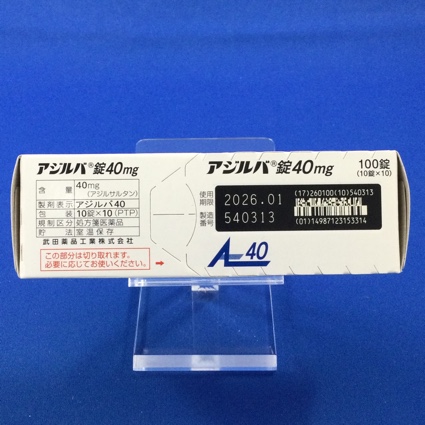 アジルバ®錠40mg
含量 40mg (アジルサルタン)
製剤表示 アジルバ40
包装 10錠×10(PTP)
規制区分 処方箋医薬品
貯法 室温保存
武田薬品工業株式会社
この部分は切り取れます。
必要に応じてお使いください。
→
アジルバ®錠40mg
100錠
(10錠×10)
使用期限 2026.01
製造番号 540313
(17)260100(10)540313
(01)14987123153314
AL 40